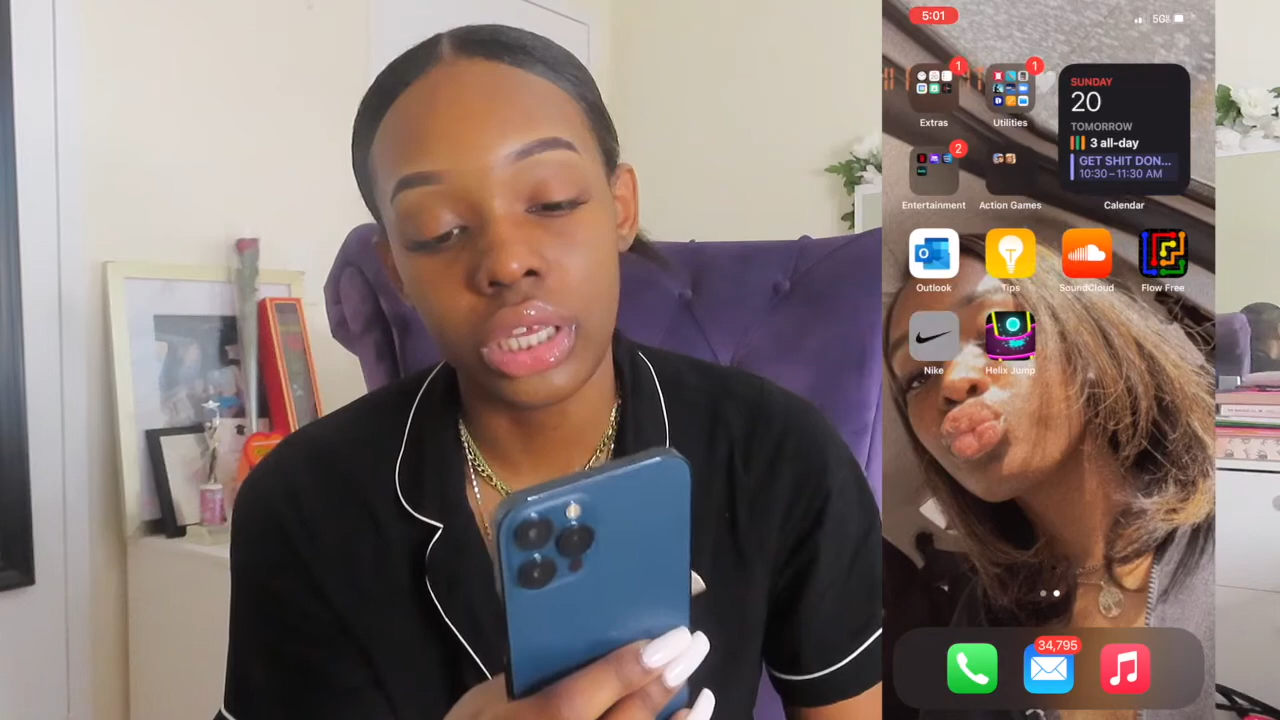 5:01
5G
1
1
Extras
Utilities
SUNDAY
20
TOMORROW
3 all-day
GET SHIT DON...
10:30–11:30 AM
2
Entertainment
Action Games
Calendar
Outlook
Tips
SoundCloud
Flow Free
Nike
Helix Jump
34,795